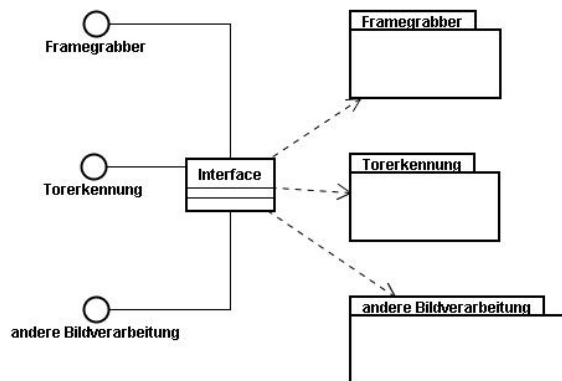 Framegrabber
Framegrabber
Torerkennung
Interface
Torerkennung
andere Bildverarbeitung
andere Bildverarbeitung